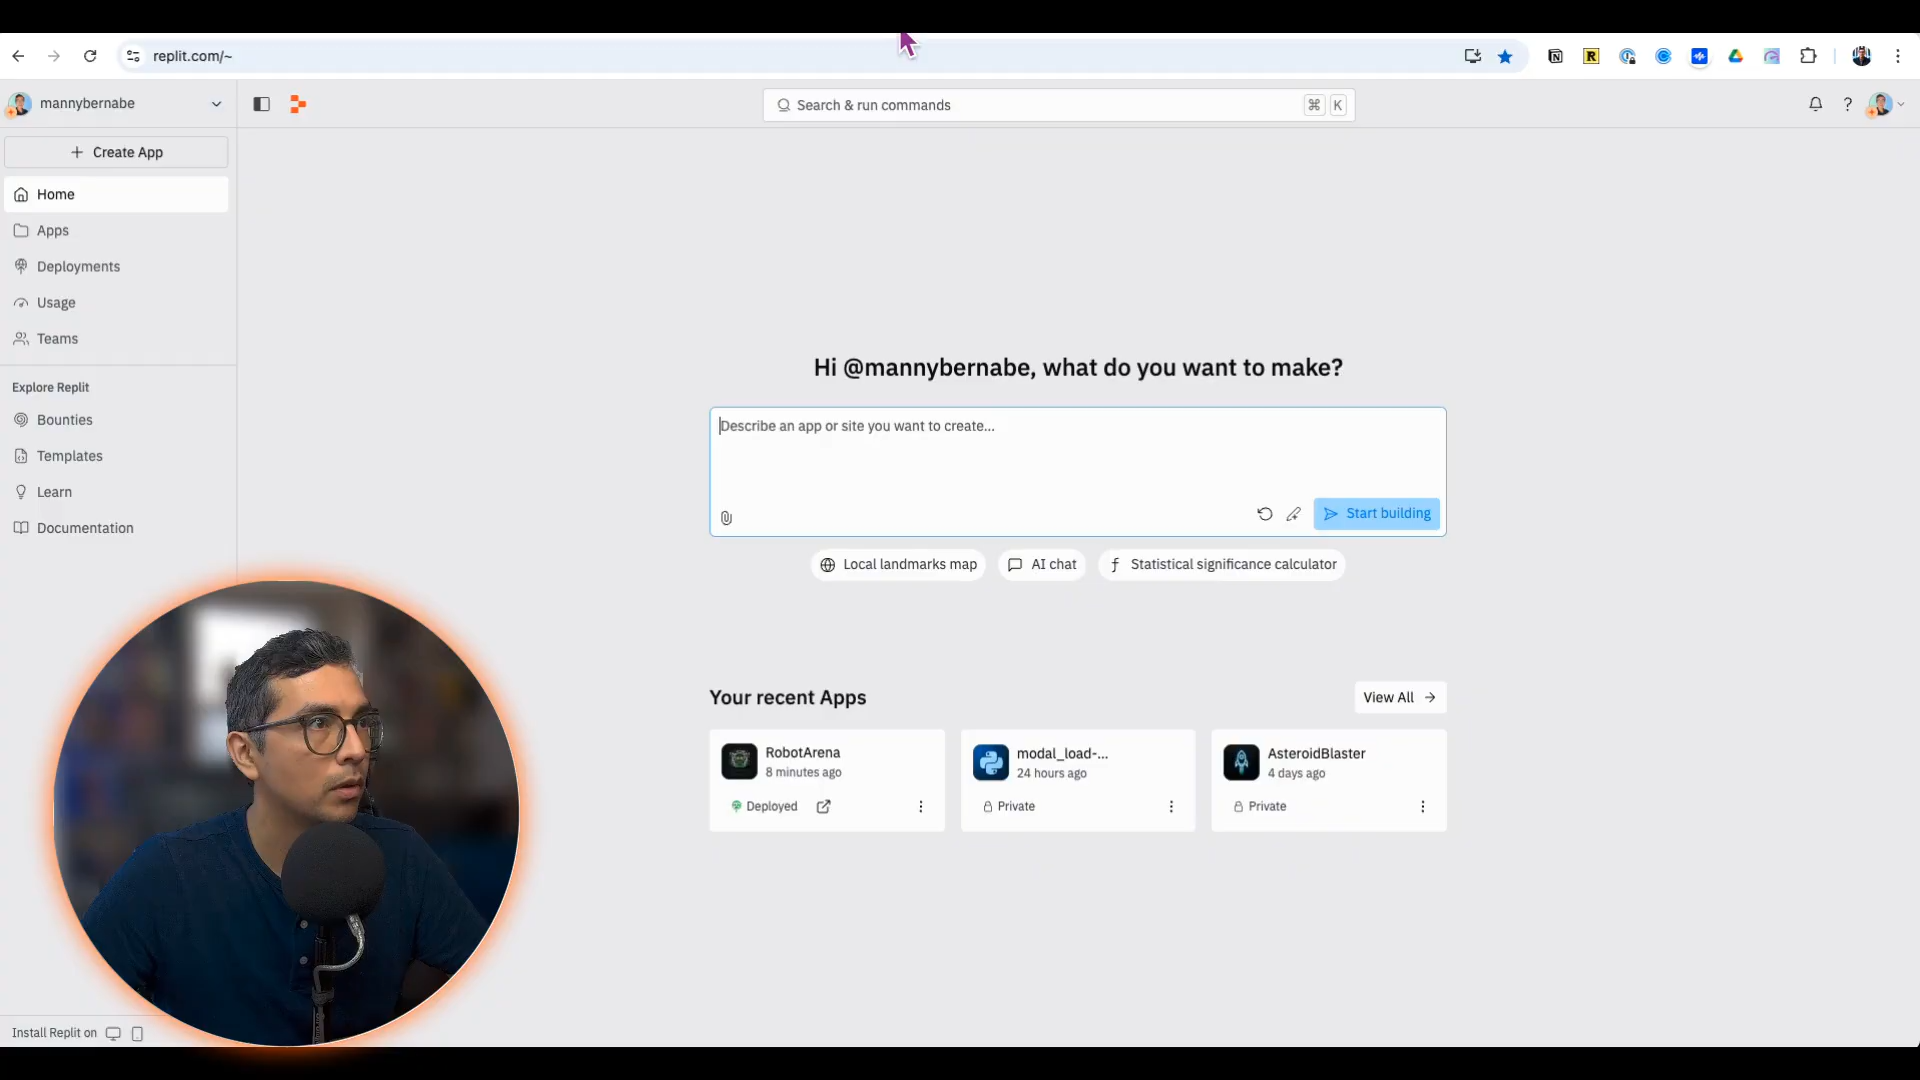 replit.com/~
mannybernabe
Search & run commands
⌘ K
?
Create App
Home
Apps
Deployments
Usage
Teams
Explore Replit
Bounties
Templates
Learn
Documentation
Install Replit on
Hi @mannybernabe, what do you want to make?
Describe an app or site you want to create...
Start building
Local landmarks map
AI chat
Statistical significance calculator
Your recent Apps
View All
RobotArena
8 minutes ago
Deployed
modal_load-...
24 hours ago
Private
AsteroidBlaster
4 days ago
Private